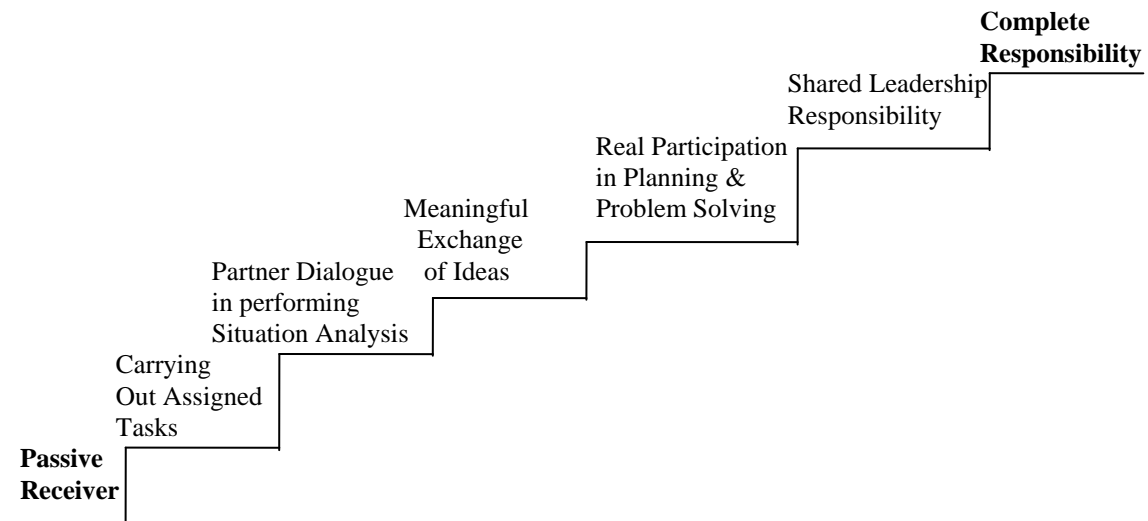 Complete
Responsibility
Shared Leadership
Responsibility
Real Participation
in Planning &
Problem Solving
Meaningful
Exchange
of Ideas
Partner Dialogue
in performing
Situation Analysis
Carrying
Out Assigned
Tasks
Passive
Receiver